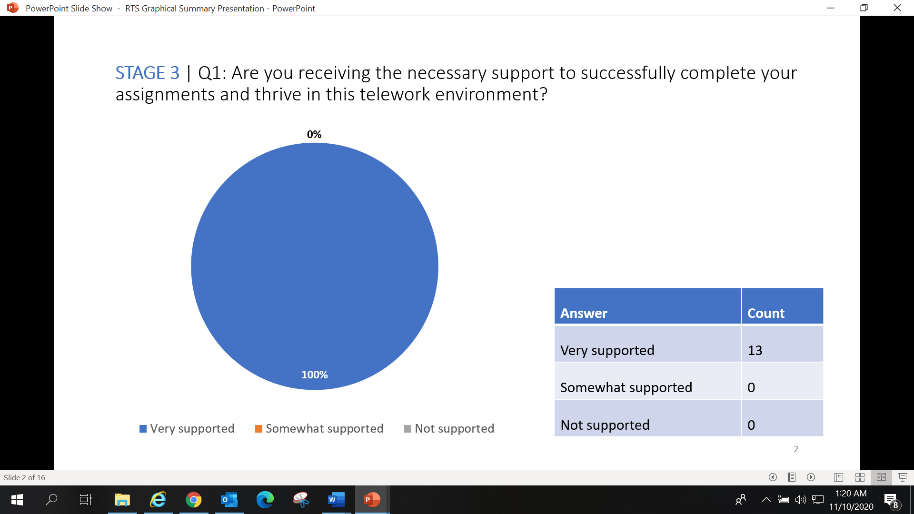 PowerPoint Slide Show - RTS Graphical Summary Presentation - PowerPoint
STAGE 3 | Q1: Are you receiving the necessary support to successfully complete your
assignments and thrive in this telework environment?
0%
100%
Very supported
Somewhat supported
Not supported
Answer Count
Very supported 13
Somewhat supported 0
Not supported 0
2
Slide 2 of 16
1:20 AM
11/10/2020
8